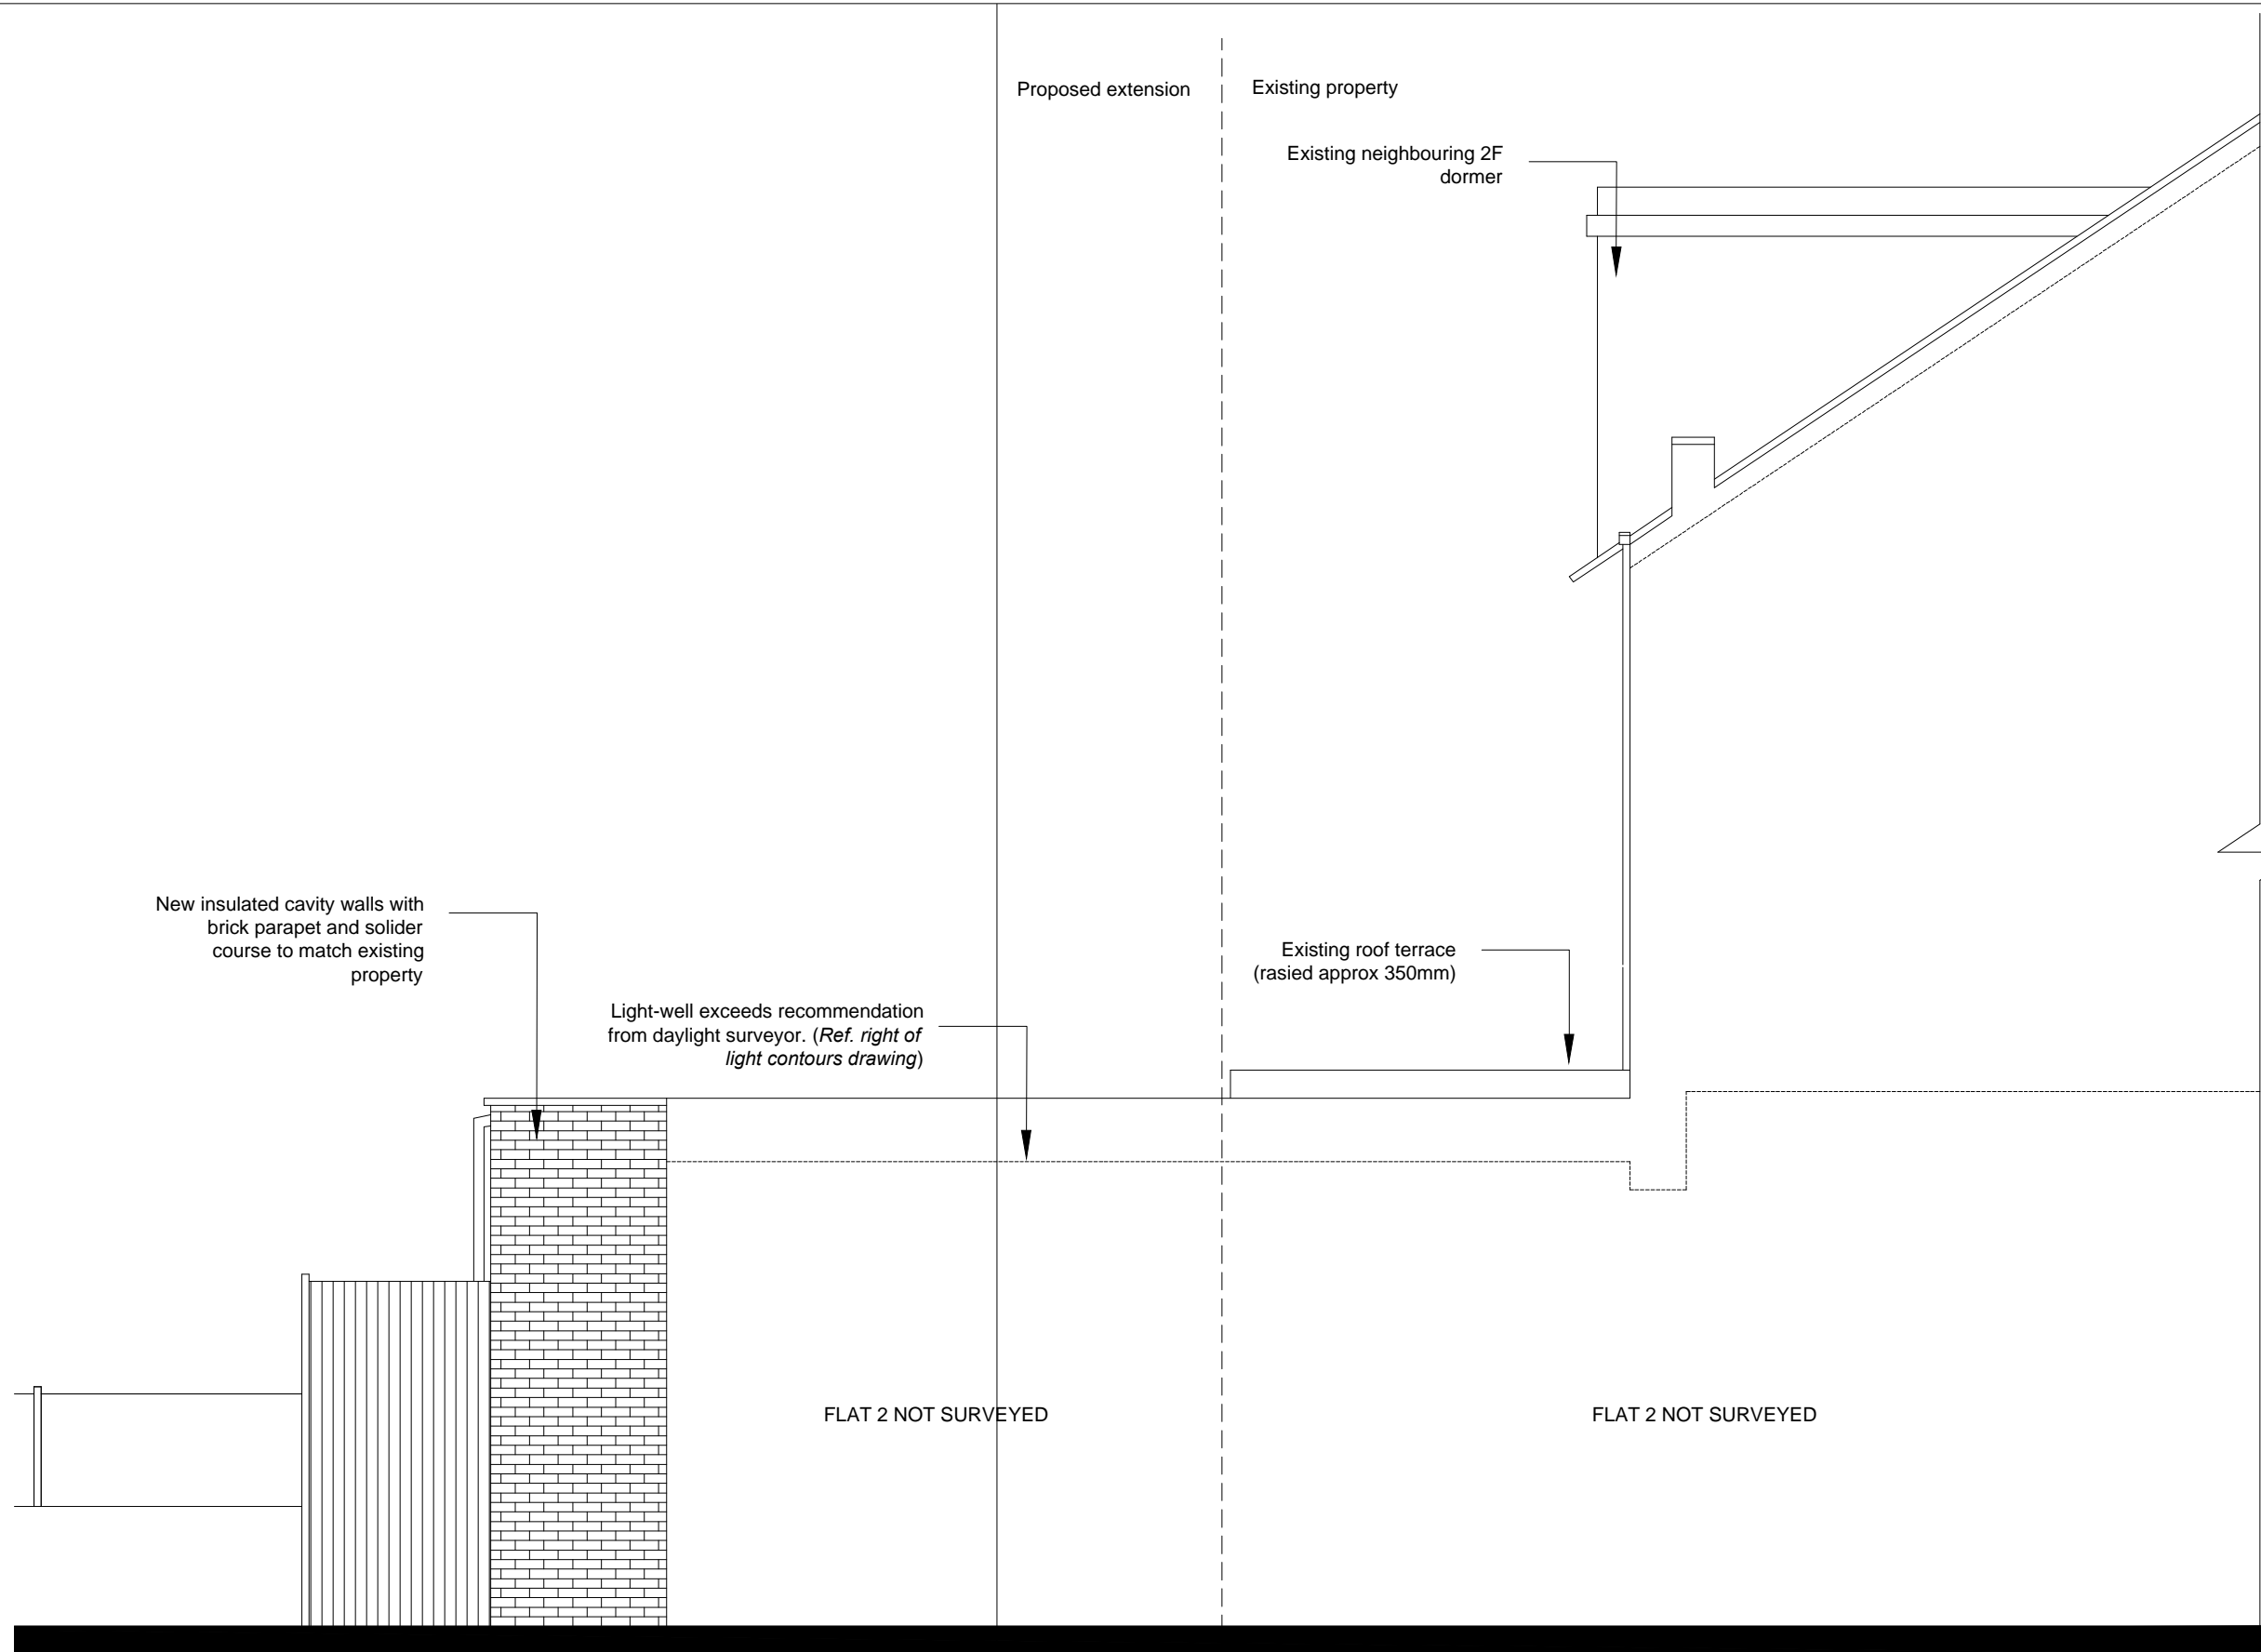 Proposed extension
Existing property
Existing neighbouring 2F
dormer
New insulated cavity walls with
brick parapet and solider
course to match existing
property
Existing roof terrace
(rasied approx 350mm)
Light-well exceeds recommendation
from daylight surveyor. (Ref. right of
light contours drawing)
FLAT 2 NOT SURVEYED
FLAT 2 NOT SURVEYED